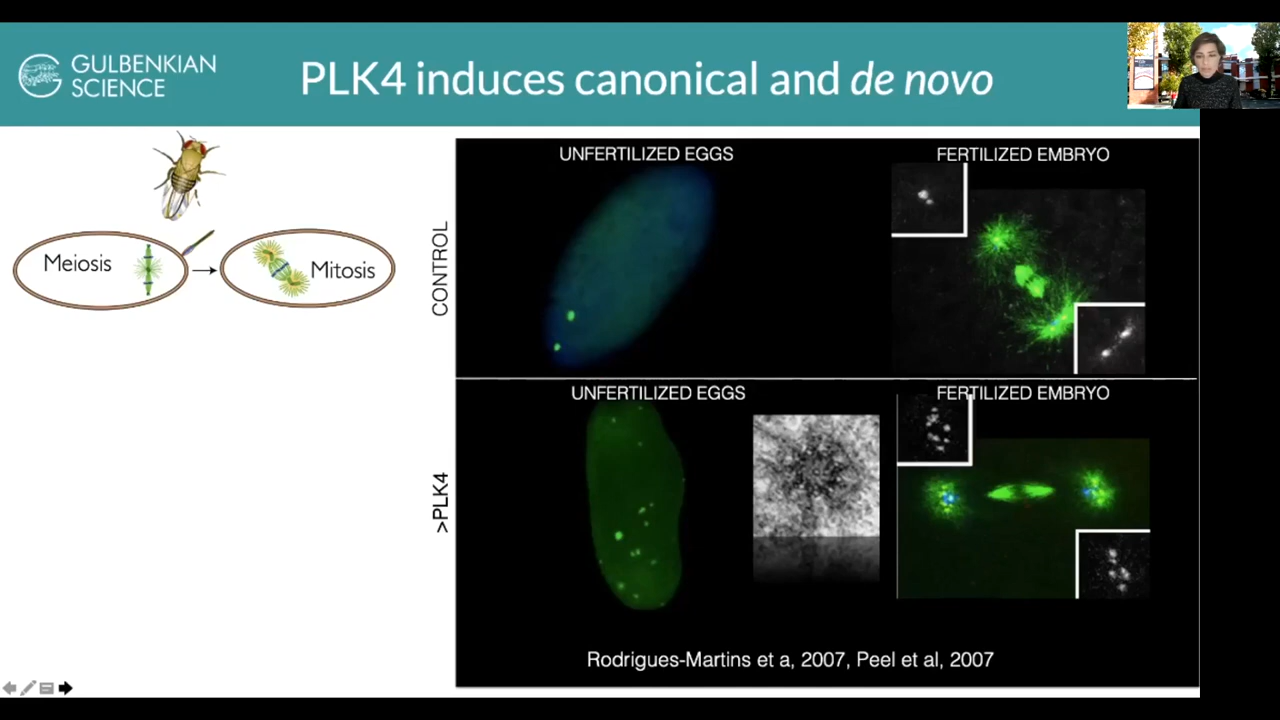 GULBENKIAN
SCIENCE
PLK4 induces canonical and de novo
Meiosis
Mitosis
CONTROL
UNFERTILIZED EGGS
FERTILIZED EMBRYO
>PLK4
UNFERTILIZED EGGS
FERTILIZED EMBRYO
Rodrigues-Martins et a, 2007, Peel et al, 2007